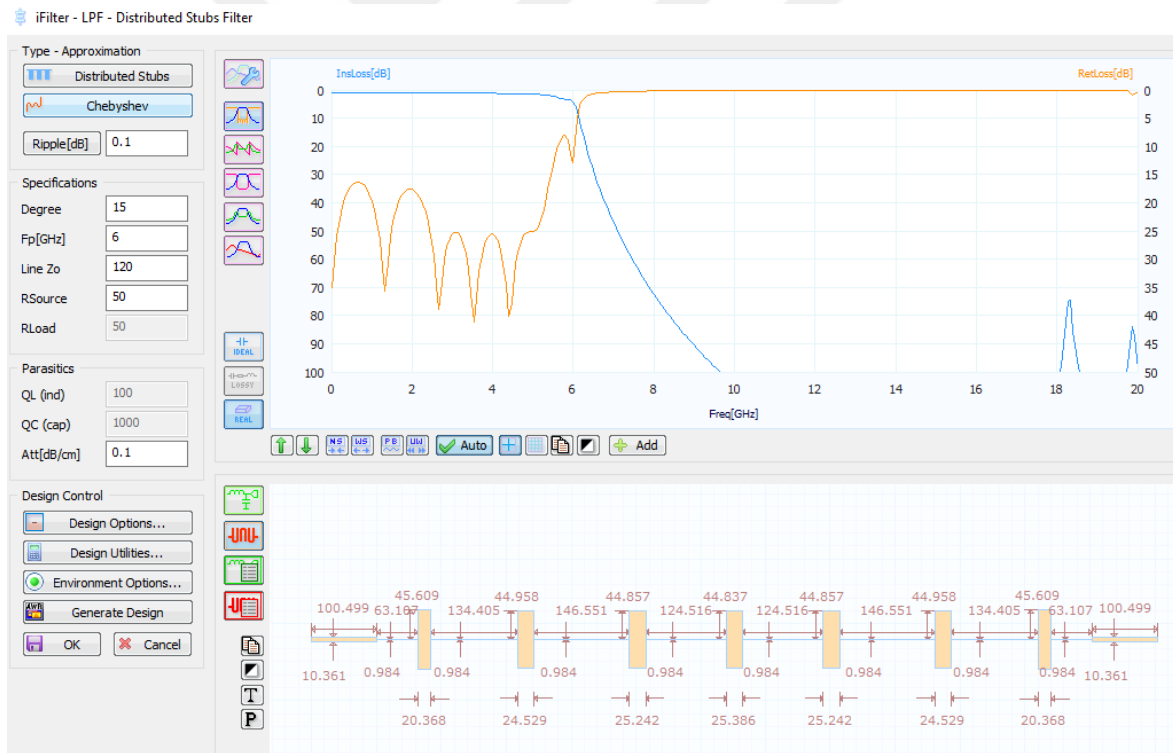 iFilter - LPF - Distributed Stubs Filter
Type - Approximation
Distributed Stubs
Chebyshev
Ripple[dB] 0.1
Specifications
Degree 15
Fp[GHz] 6
Line Zo 120
RSource 50
RLoad 50
Parasitics
QL (ind) 100
QC (cap) 1000
Att[dB/cm] 0.1
Design Control
Design Options...
Design Utilities...
Environment Options...
AWR Generate Design
OK Cancel
IDEAL
LOSSY
REAL
InsLoss[dB] RetLoss[dB]
0 0
10 5
20 10
30 15
40 20
50 25
60 30
70 35
80 40
90 45
100 50
0 2 4 6 8 10 12 14 16 18 20
Freq[GHz]
NS WS PB UW Auto Add
T
P
45.609 44.958 44.857 44.837 44.857 44.958 45.609
100.499 63.107 134.405 146.551 124.516 124.516 146.551 134.405 63.107 100.499
10.361 0.984 0.984 0.984 0.984 0.984 0.984 0.984 0.984 10.361
20.368 24.529 25.242 25.386 25.242 24.529 20.368